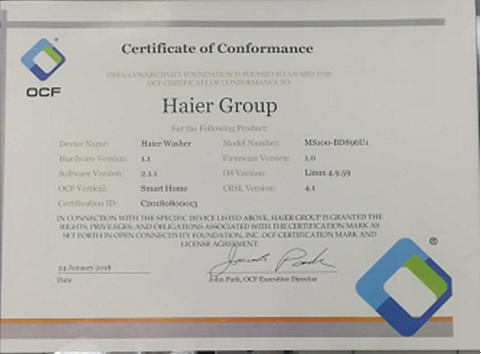 OCF
Certificate of Conformance
OPEN CONNECTIVITY FOUNDATION IS PLEASED TO AWARD THIS
OCF CERTIFICATE OF CONFORMANCE TO:
Haier Group
For the Following Product:
Device Name: Haier Washer Model Number: MS100-BD896U1
Hardware Version: 1.1 Firmware Version: 1.0
Software Version: 2.1.1 OS Version: Linux 4.9.59
OCF Vertical: Smart Home CRSL Version: 4.1
Certification ID: C20180800013
IN CONNECTION WITH THE SPECIFIC DEVICE LISTED ABOVE, HAIER GROUP IS GRANTED THE
RIGHTS, PRIVILEGES, AND OBLIGATIONS ASSOCIATED WITH THE CERTIFICATION MARK AS
SET FORTH IN OPEN CONNECTIVITY FOUNDATION, INC. OCF CERTIFICATION MARK AND
LICENSE AGREEMENT.
24 January 2018
Date John Park, OCF Executive Director